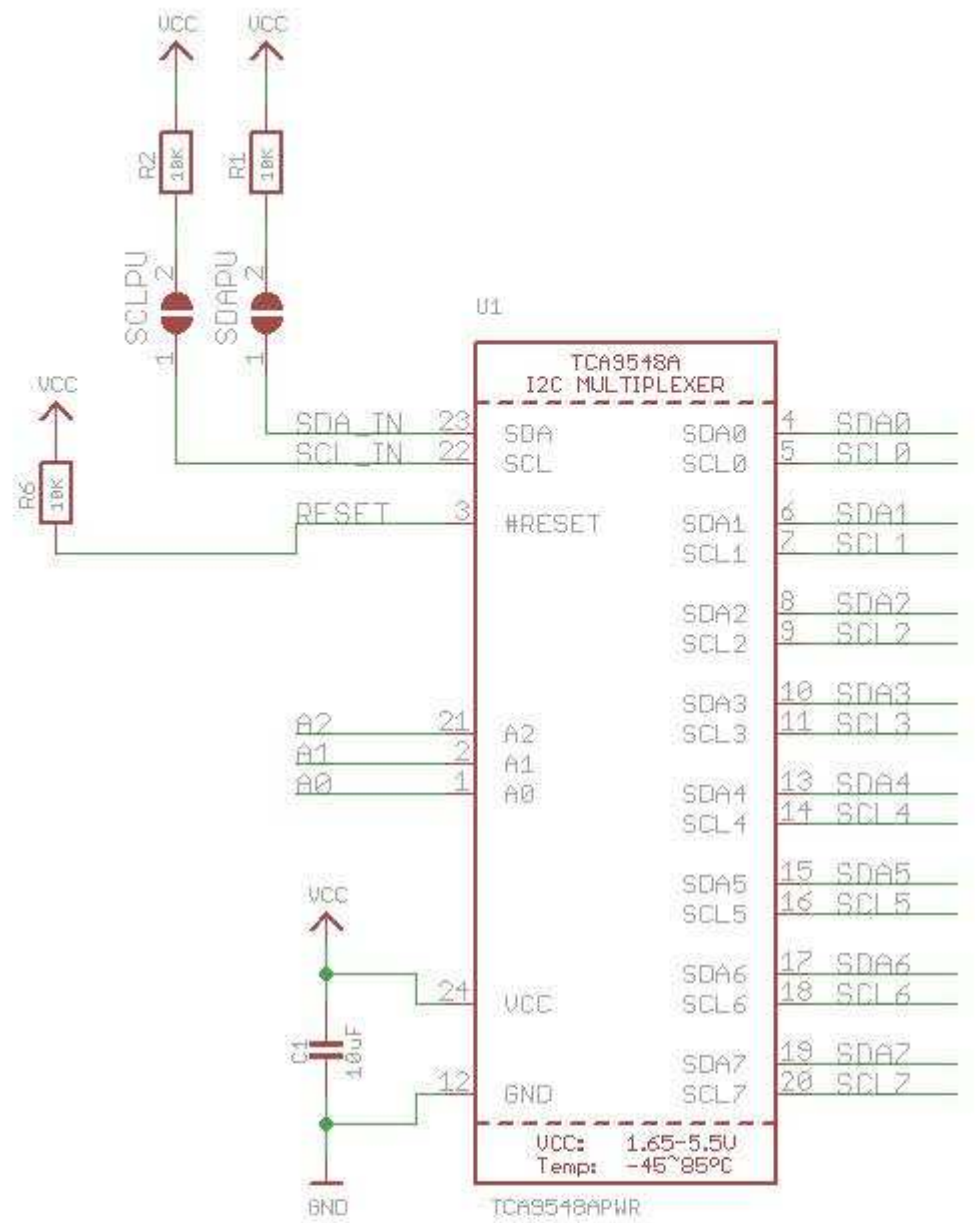 VCC
VCC
R2
10K
R1
10K
SCLPU
2
1
SDAPU
2
1
VCC
R6
10K
U1
TCA9548A
I2C MULTIPLEXER
SDA_IN
23
SDA
SDA0
4
SDA0
SCL_IN
22
SCL
SCL0
5
SCL0
RESET
3
#RESET
SDA1
6
SDA1
SCL1
7
SCL1
SDA2
8
SDA2
SCL2
9
SCL2
SDA3
10
SDA3
A2
21
A2
SCL3
11
SCL3
A1
2
A1
A0
1
A0
SDA4
13
SDA4
SCL4
14
SCL4
SDA5
15
SDA5
SCL5
16
SCL5
VCC
SDA6
17
SDA6
24
VCC
SCL6
18
SCL6
C1
10uF
SDA7
19
SDA7
12
GND
SCL7
20
SCL7
VCC: 1.65-5.5V
Temp: -45~85ºC
GND
TCA9548APWR